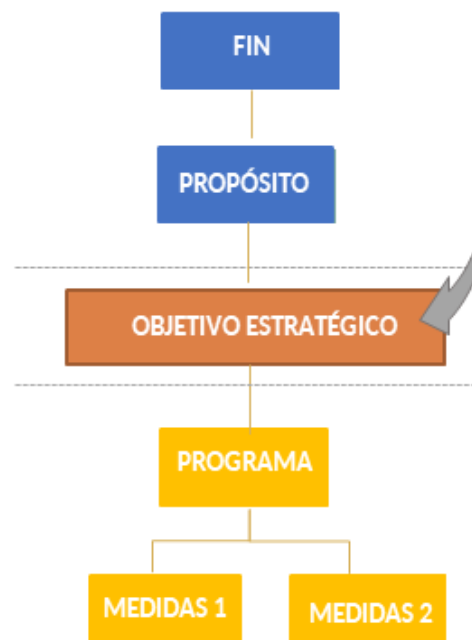 FIN
PROPÓSITO
OBJETIVO ESTRATÉGICO
PROGRAMA
MEDIDAS 1
MEDIDAS 2